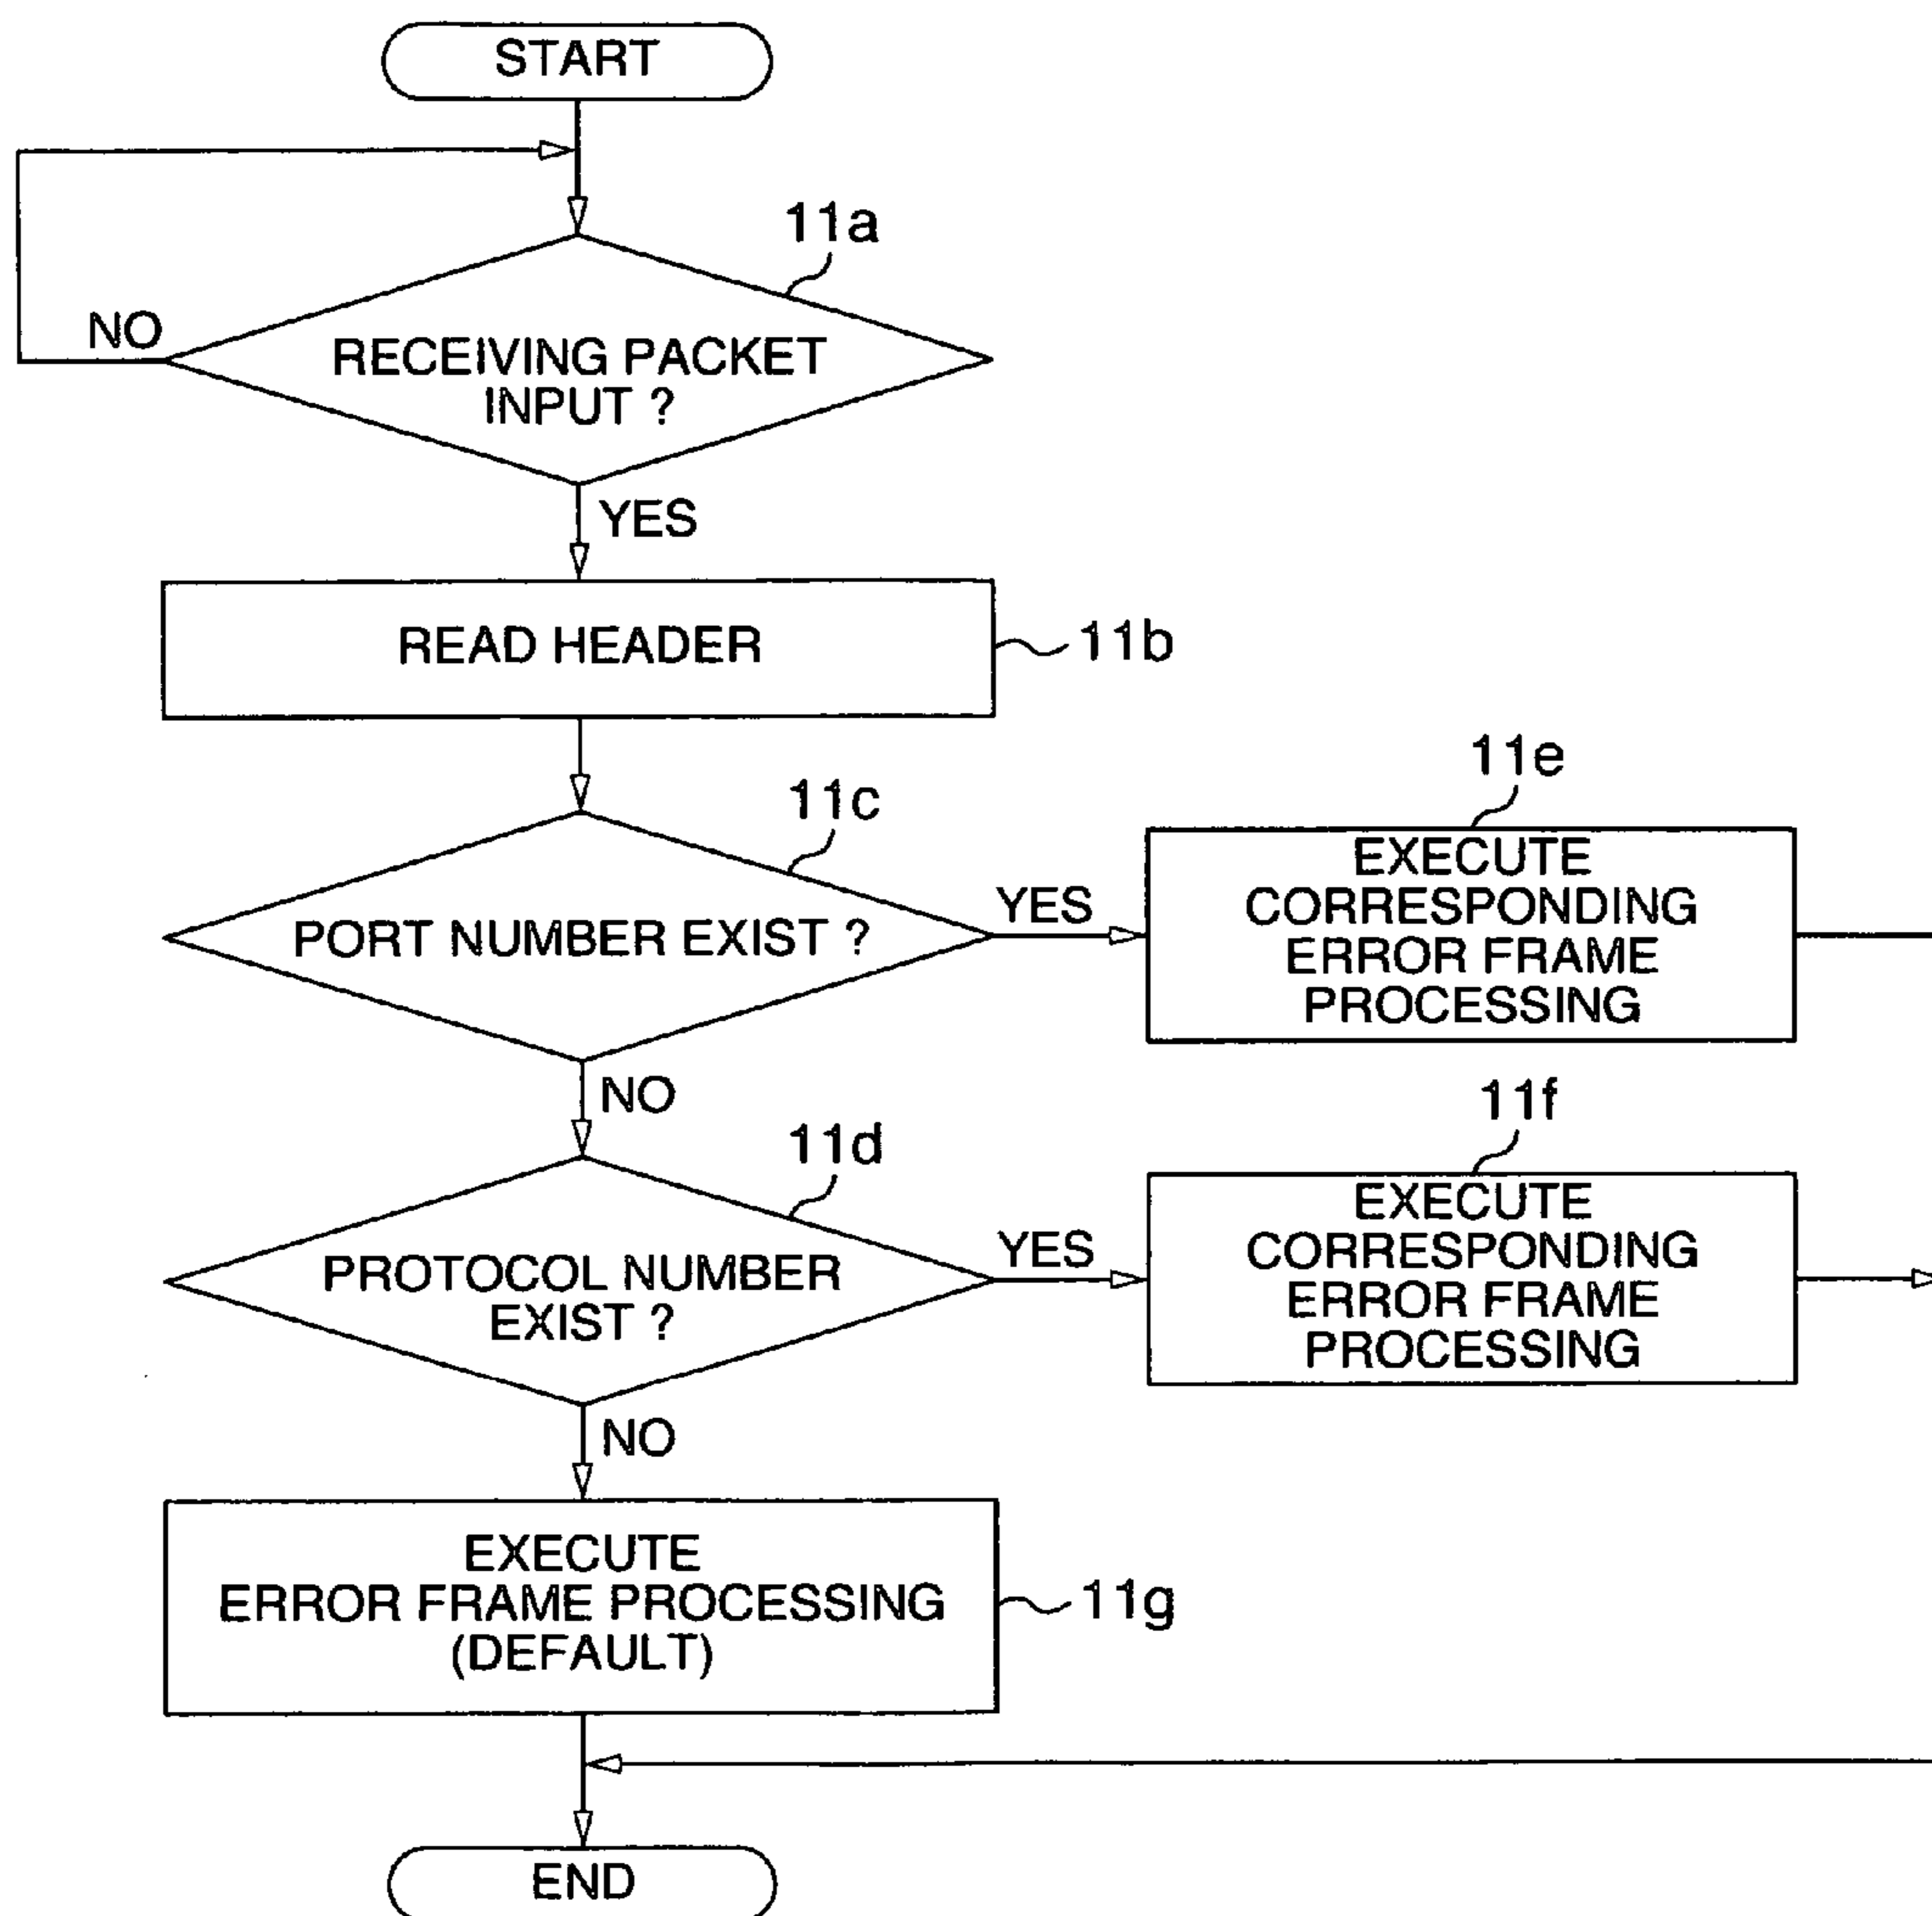 START
11a
NO
RECEIVING PACKET
INPUT ?
YES
READ HEADER
11b
11c
PORT NUMBER EXIST ?
YES
11e
EXECUTE
CORRESPONDING
ERROR FRAME
PROCESSING
NO
11d
PROTOCOL NUMBER
EXIST ?
YES
11f
EXECUTE
CORRESPONDING
ERROR FRAME
PROCESSING
NO
EXECUTE
ERROR FRAME PROCESSING
(DEFAULT)
11g
END